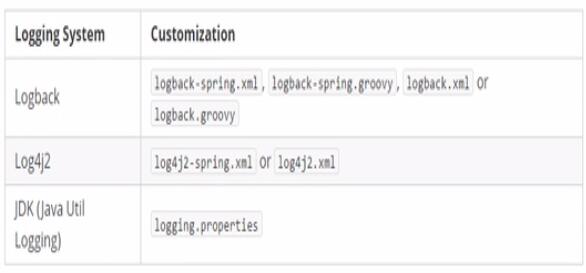 Logging System Customization
Logback
logback-spring.xml, logback-spring.groovy, logback.xml or
logback.groovy
Log4j2 log4j2-spring.xml or log4j2.xml
JDK (Java Util
Logging)
logging.properties